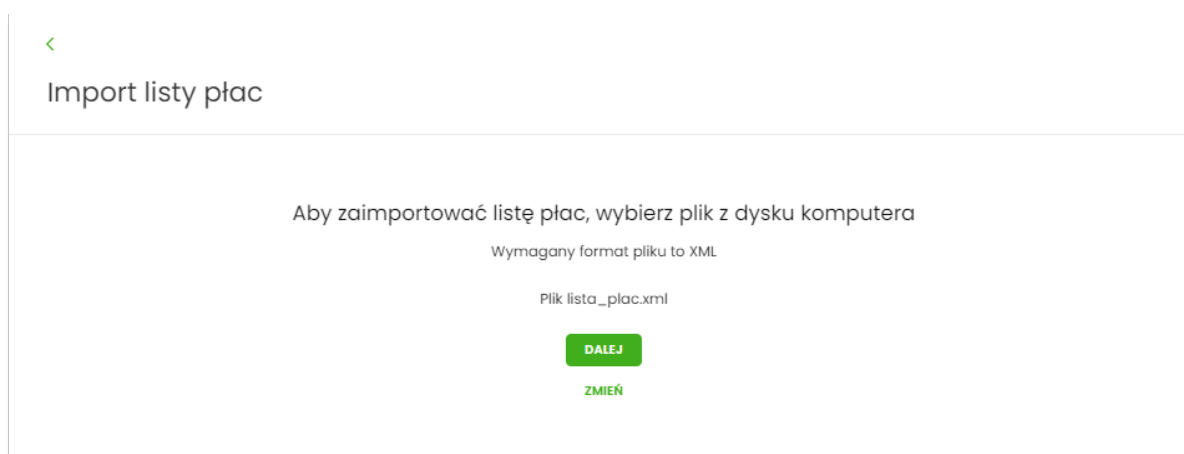 Import listy płac
Aby zaimportować listę płac, wybierz plik z dysku komputera
Wymagany format pliku to XML
Plik lista_plac.xml
DALEJ
ZMIEŃ